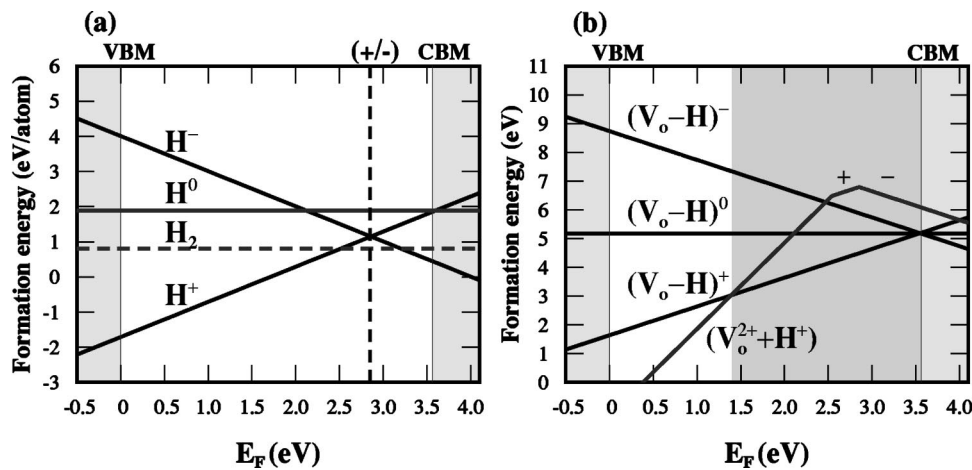 (a)
VBM
(+/-)
CBM
Formation energy (eV/atom)
6
5
4
3
2
1
0
-1
-2
-3
H⁻
H⁰
H₂
H⁺
-0.5 0 0.5 1.0 1.5 2.0 2.5 3.0 3.5 4.0
E_F (eV)
(b)
VBM
CBM
Formation energy (eV)
11
10
9
8
7
6
5
4
3
2
1
0
(Vₒ–H)⁻
+ −
(Vₒ–H)⁰
(Vₒ–H)⁺
(Vₒ²⁺+H⁺)
-0.5 0 0.5 1.0 1.5 2.0 2.5 3.0 3.5 4.0
E_F (eV)